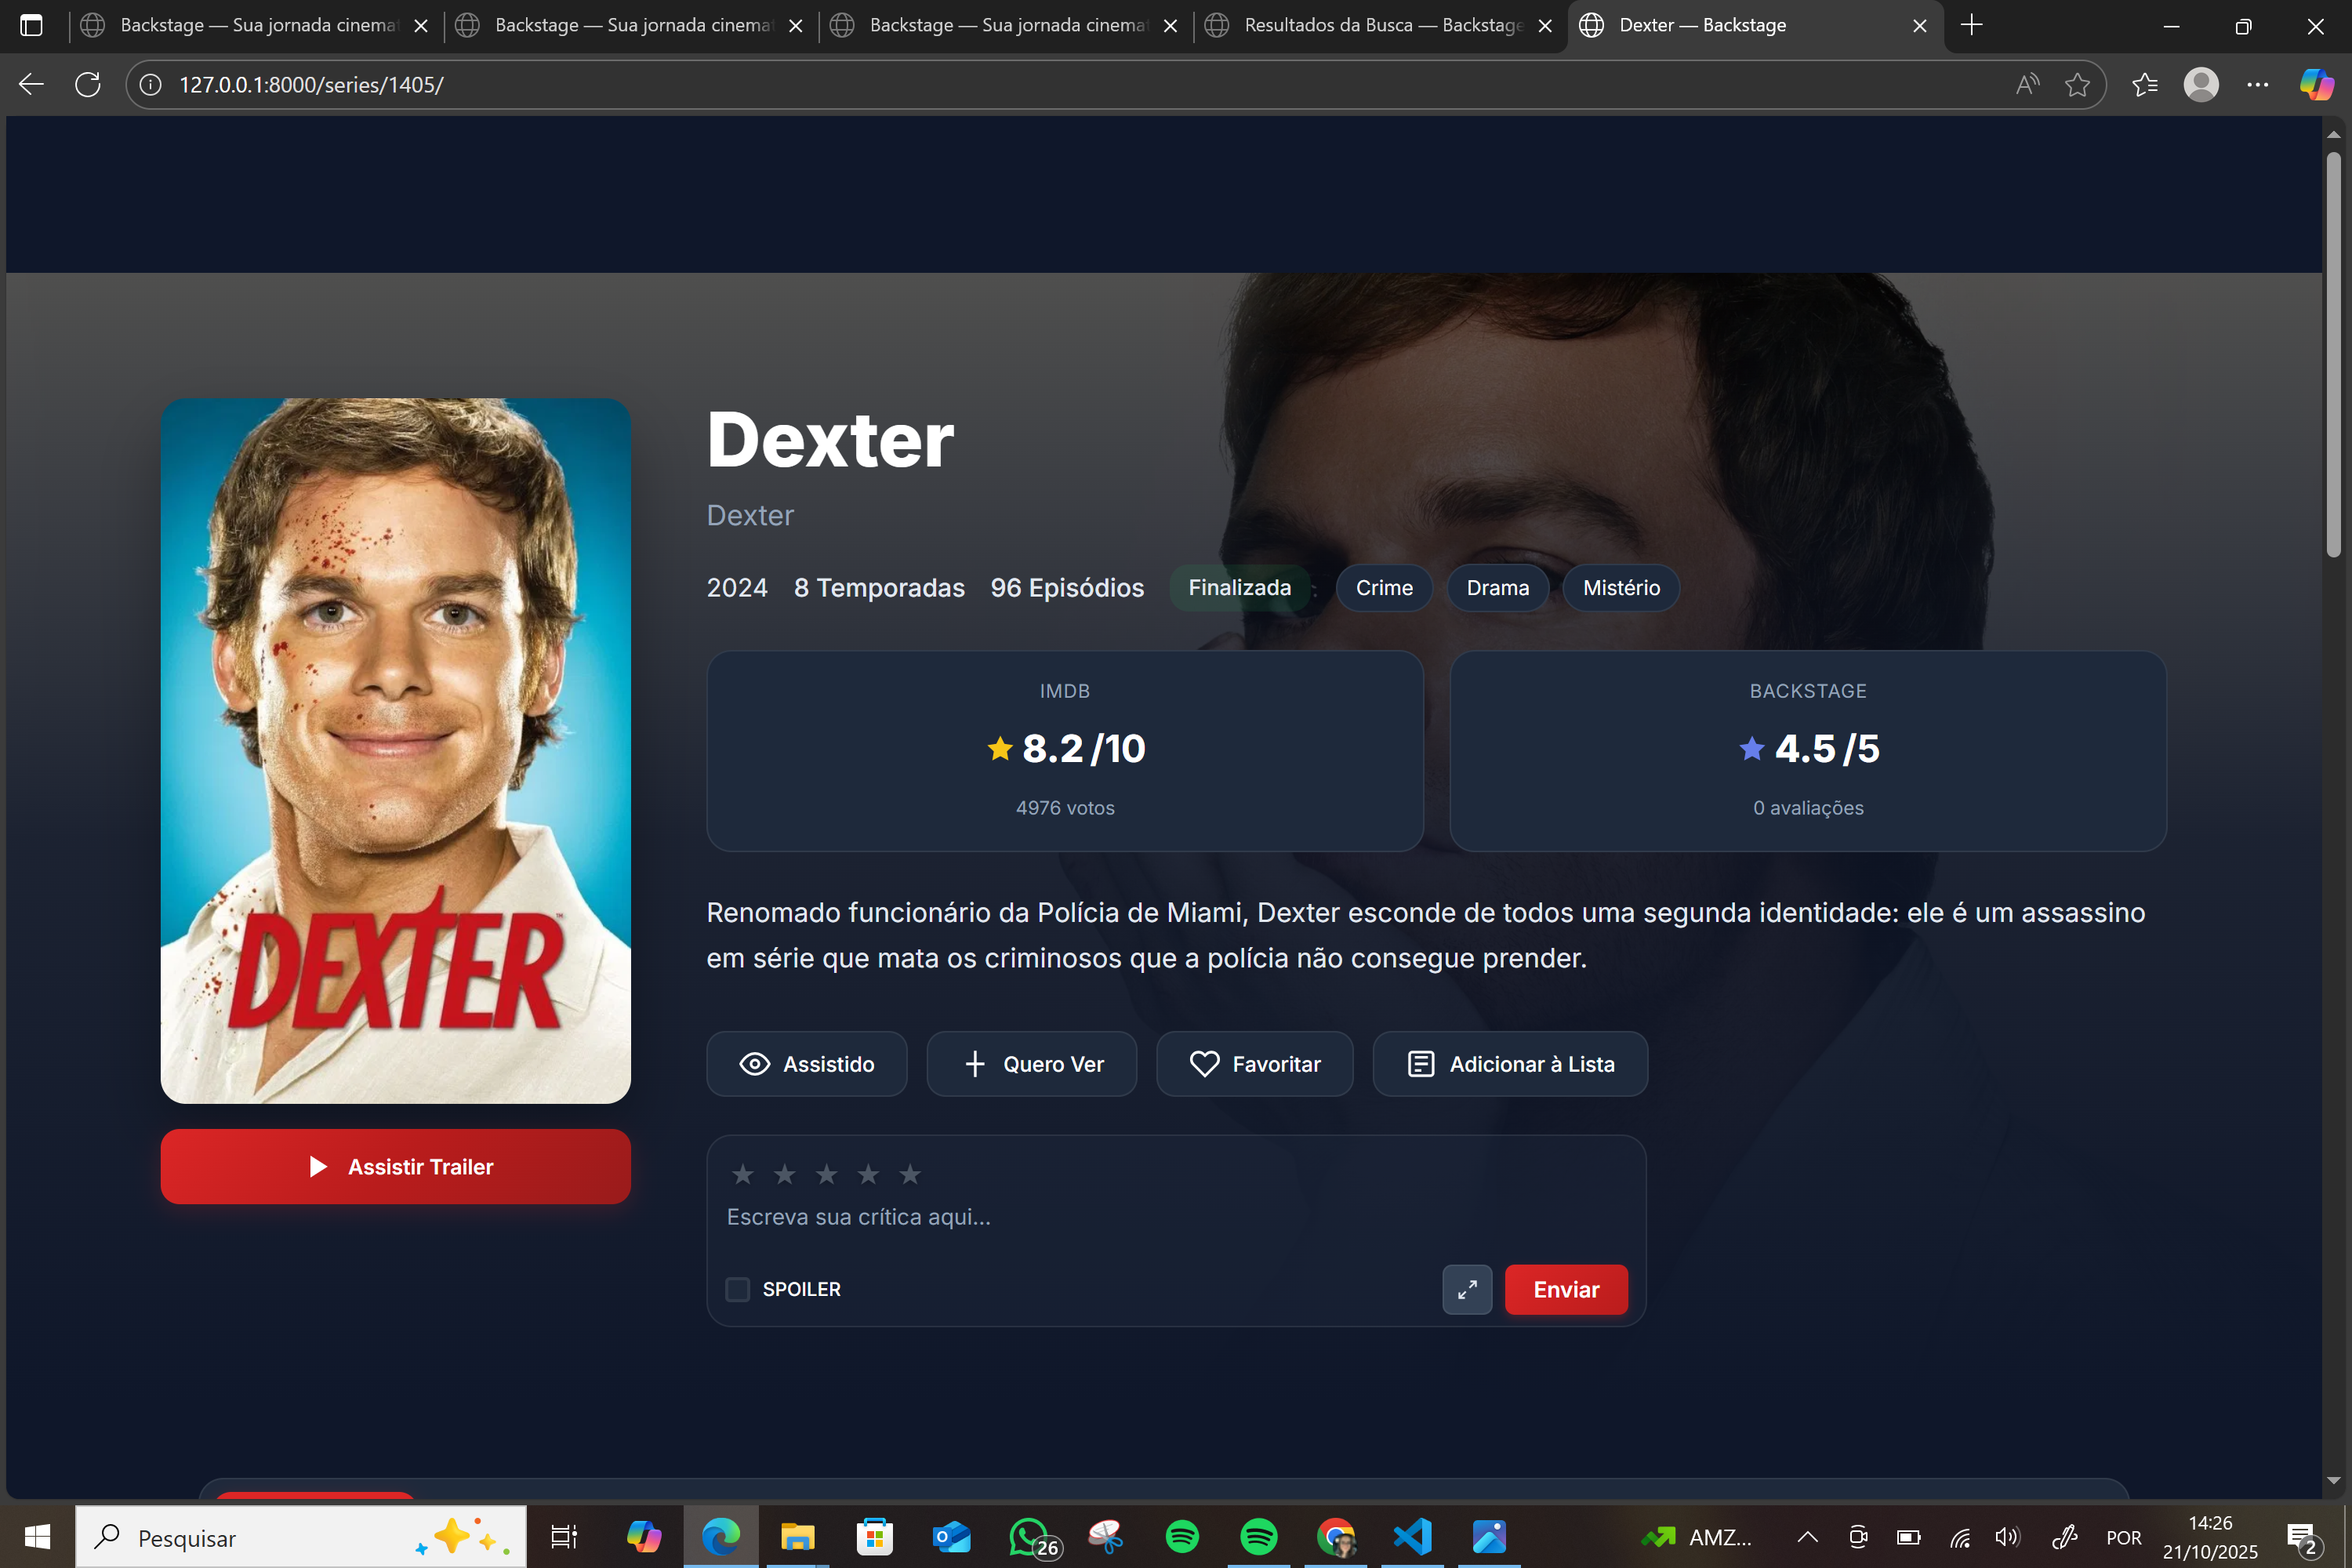 Backstage — Sua jornada cinema
Backstage — Sua jornada cinema
Backstage — Sua jornada cinema
Resultados da Busca — Backstage
Dexter — Backstage
127.0.0.1:8000/series/1405/
Dexter
Dexter
2024 8 Temporadas 96 Episódios Finalizada Crime Drama Mistério
IMDB
8.2 /10
4976 votos
BACKSTAGE
4.5 /5
0 avaliações
Renomado funcionário da Polícia de Miami, Dexter esconde de todos uma segunda identidade: ele é um assassino
em série que mata os criminosos que a polícia não consegue prender.
DEXTER
Assistido
Quero Ver
Favoritar
Adicionar à Lista
Assistir Trailer
Escreva sua crítica aqui...
SPOILER
Enviar
Pesquisar
26
AMZ...
POR
14:26
21/10/2025
2